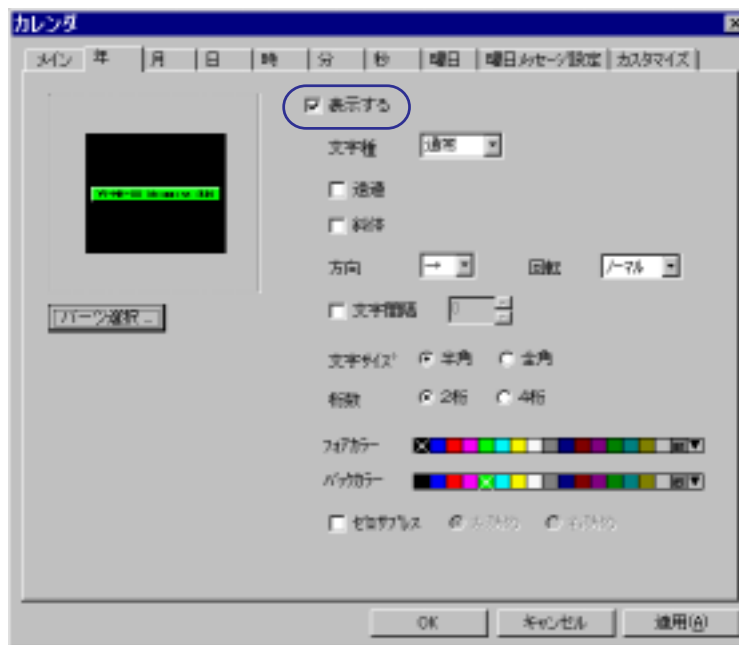 カレンダ
メイン 年 月 日 時 分 秒 曜日 曜日メッセージ設定 カスタマイズ
表示する
文字種 通常
透過
斜体
方向 → 回転 ノーマル
パーツ選択...
文字間隔 0
文字サイズ 半角 全角
桁数 2桁 4桁
フォアカラー
バックカラー
ゼロサプレス
OK キャンセル 適用(A)